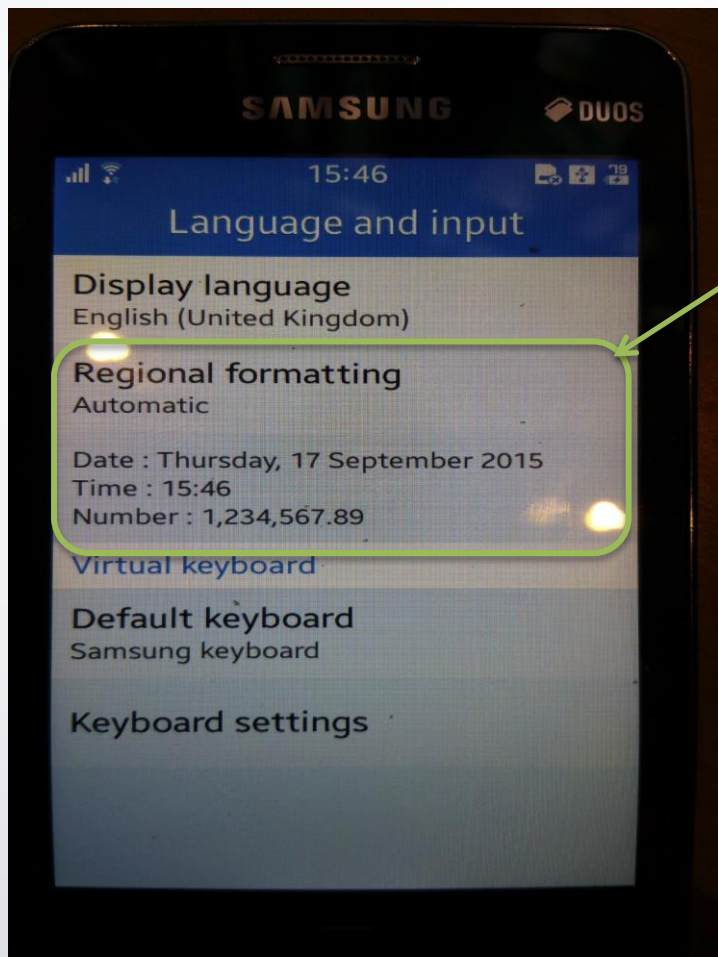 SAMSUNG
DUOS
15:46
79
Language and input
Display language
English (United Kingdom)
Regional formatting
Automatic
Date : Thursday, 17 September 2015
Time : 15:46
Number : 1,234,567.89
Virtual keyboard
Default keyboard
Samsung keyboard
Keyboard settings